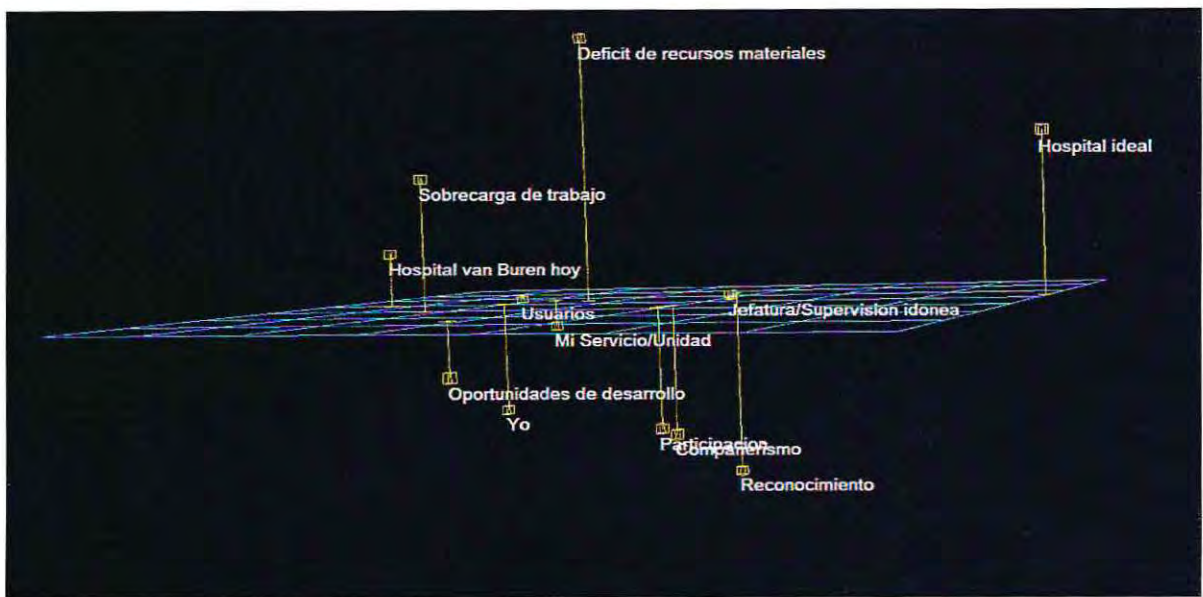 Deficit de recursos materiales
Hospital ideal
Sobrecarga de trabajo
Hospital van Buren hoy
Usuarios
Jefatura/Supervision idonea
Mi Servicio/Unidad
Oportunidades de desarrollo
Yo
Participacion
Compañerismo
Reconocimiento